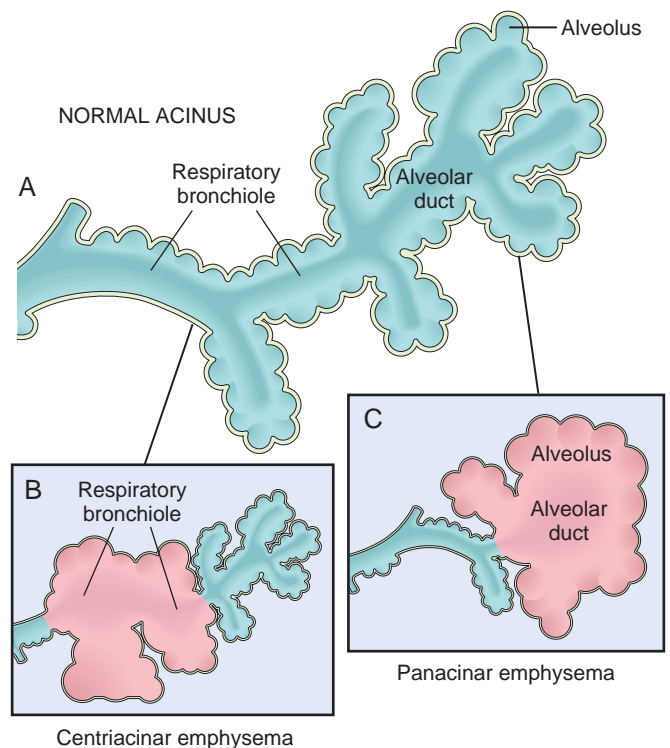 Alveolus
NORMAL ACINUS
A
Respiratory
bronchiole
Alveolar
duct
B
Respiratory
bronchiole
Centriacinar emphysema
C
Alveolus
Alveolar
duct
Panacinar emphysema